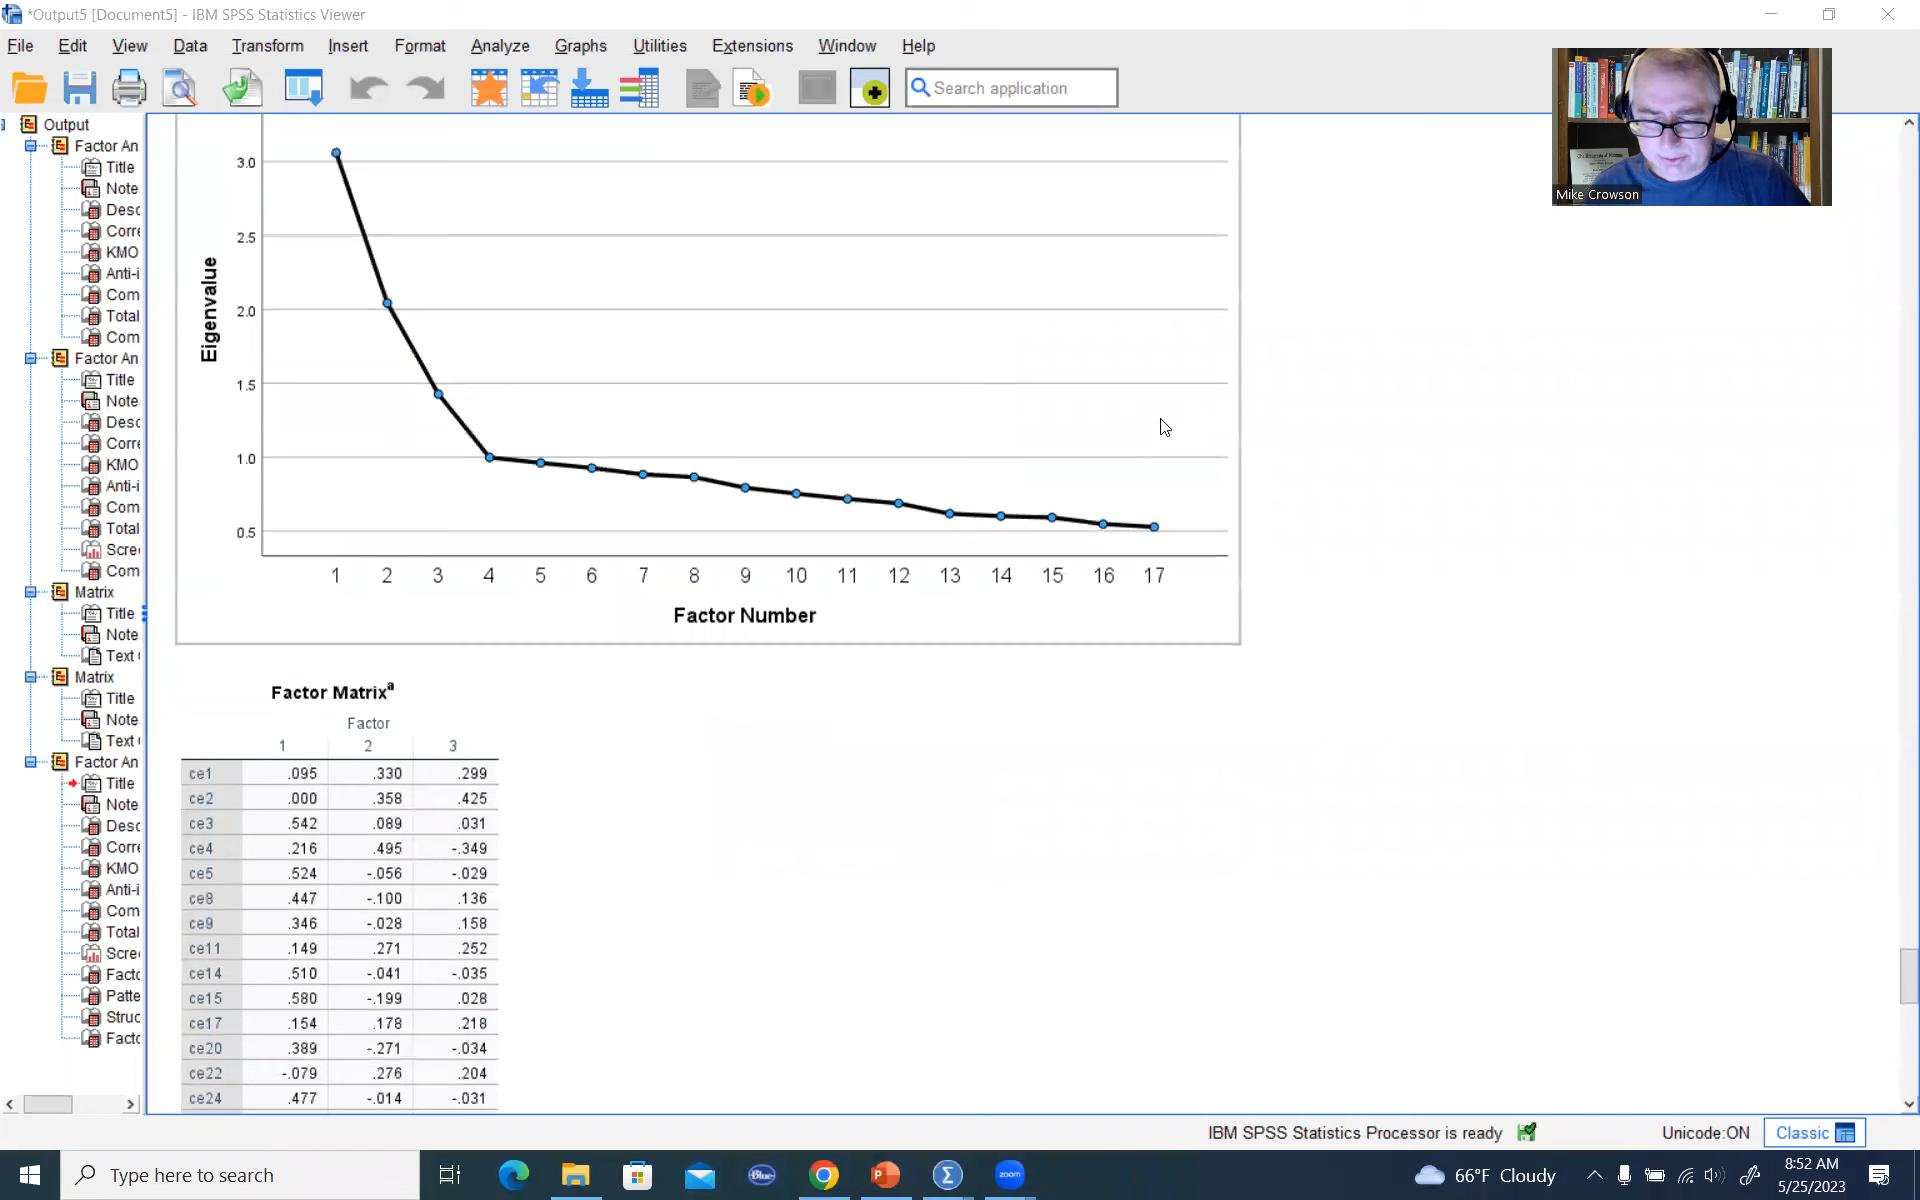 *Output5 [Document5] - IBM SPSS Statistics Viewer
File Edit View Data Transform Insert Format Analyze Graphs Utilities Extensions Window Help
Search application
Mike Crowson
Output
Factor An
Title
Note
Desc
Corre
KMO
Anti-i
Com
Total
Com
Factor An
Title
Note
Desc
Corre
KMO
Anti-i
Com
Total
Scre
Com
Matrix
Title
Note
Text
Matrix
Title
Note
Text
Factor An
Title
Note
Desc
Corre
KMO
Anti-i
Com
Total
Scre
Factc
Patte
Struc
Factc
Eigenvalue
3.0
2.5
2.0
1.5
1.0
0.5
1 2 3 4 5 6 7 8 9 10 11 12 13 14 15 16 17
Factor Number
Factor Matrixa
Factor
1 2 3
ce1 .095 .330 .299
ce2 .000 .358 .425
ce3 .542 .089 .031
ce4 .216 .495 -.349
ce5 .524 -.056 -.029
ce8 .447 -.100 .136
ce9 .346 -.028 .158
ce11 .149 .271 .252
ce14 .510 -.041 -.035
ce15 .580 -.199 .028
ce17 .154 .178 .218
ce20 .389 -.271 -.034
ce22 -.079 .276 .204
ce24 .477 -.014 -.031
IBM SPSS Statistics Processor is ready Unicode:ON Classic
Type here to search
Blue
zoom
66°F Cloudy
8:52 AM
5/25/2023